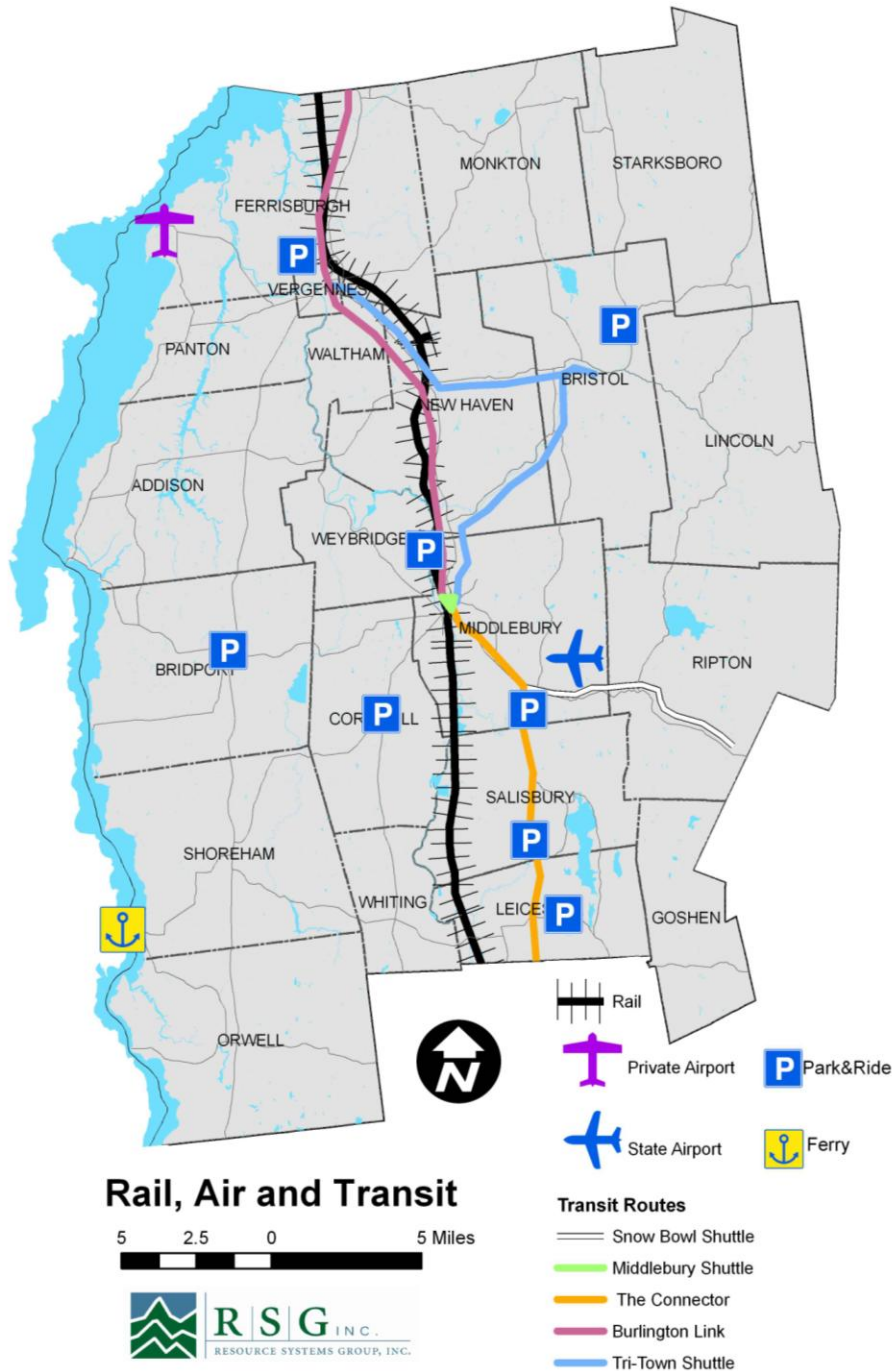 MONKTON
STARKSBORO
FERRISBURGH
P
VERGENNES
P
PANTON
WALTHAM
BRISTOL
NEW HAVEN
LINCOLN
ADDISON
WEYBRIDGE
P
MIDDLEBURY
RIPTON
BRIDPORT
P
CORNWALL
P
P
SALISBURY
P
SHOREHAM
WHITING
LEICESTER
P
GOSHEN
ORWELL
N
Rail
Private Airport
P Park&Ride
State Airport
Ferry
Rail, Air and Transit
5 2.5 0 5 Miles
RSG INC.
RESOURCE SYSTEMS GROUP, INC.
Transit Routes
Snow Bowl Shuttle
Middlebury Shuttle
The Connector
Burlington Link
Tri-Town Shuttle